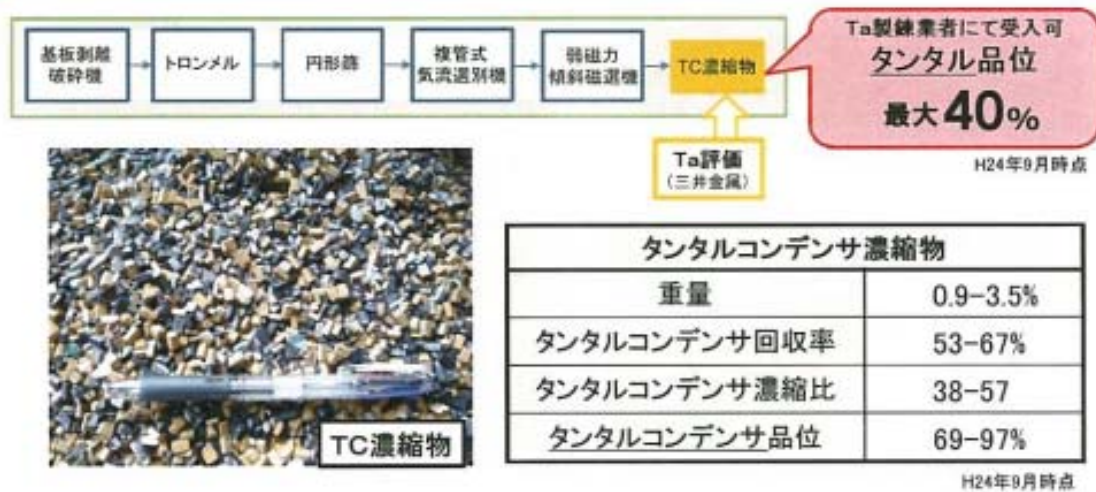 基板剥離
破砕機
トロンメル
円形篩
複管式
気流選別機
弱磁力
傾斜磁選機
TC濃縮物
Ta製錬業者にて受入可
タンタル品位
最大40%
H24年9月時点
Ta評価
(三井金属)
TC濃縮物
タンタルコンデンサ濃縮物
重量 0.9-3.5%
タンタルコンデンサ回収率 53-67%
タンタルコンデンサ濃縮比 38-57
タンタルコンデンサ品位 69-97%
H24年9月時点